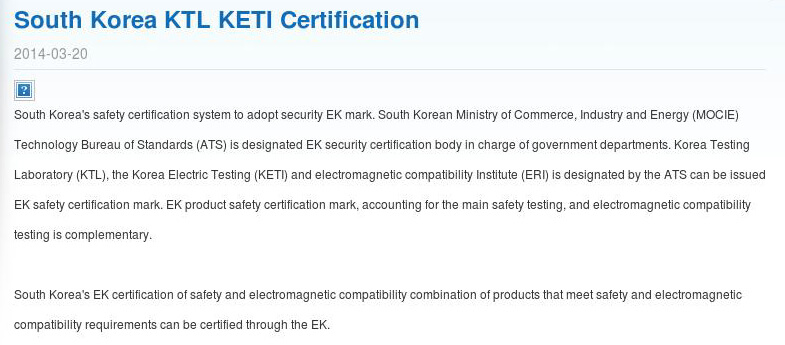 South Korea KTL KETI Certification
2014-03-20
?
South Korea's safety certification system to adopt security EK mark. South Korean Ministry of Commerce, Industry and Energy (MOCIE)
Technology Bureau of Standards (ATS) is designated EK security certification body in charge of government departments. Korea Testing
Laboratory (KTL), the Korea Electric Testing (KETI) and electromagnetic compatibility Institute (ERI) is designated by the ATS can be issued
EK safety certification mark. EK product safety certification mark, accounting for the main safety testing, and electromagnetic compatibility
testing is complementary.
South Korea's EK certification of safety and electromagnetic compatibility combination of products that meet safety and electromagnetic
compatibility requirements can be certified through the EK.